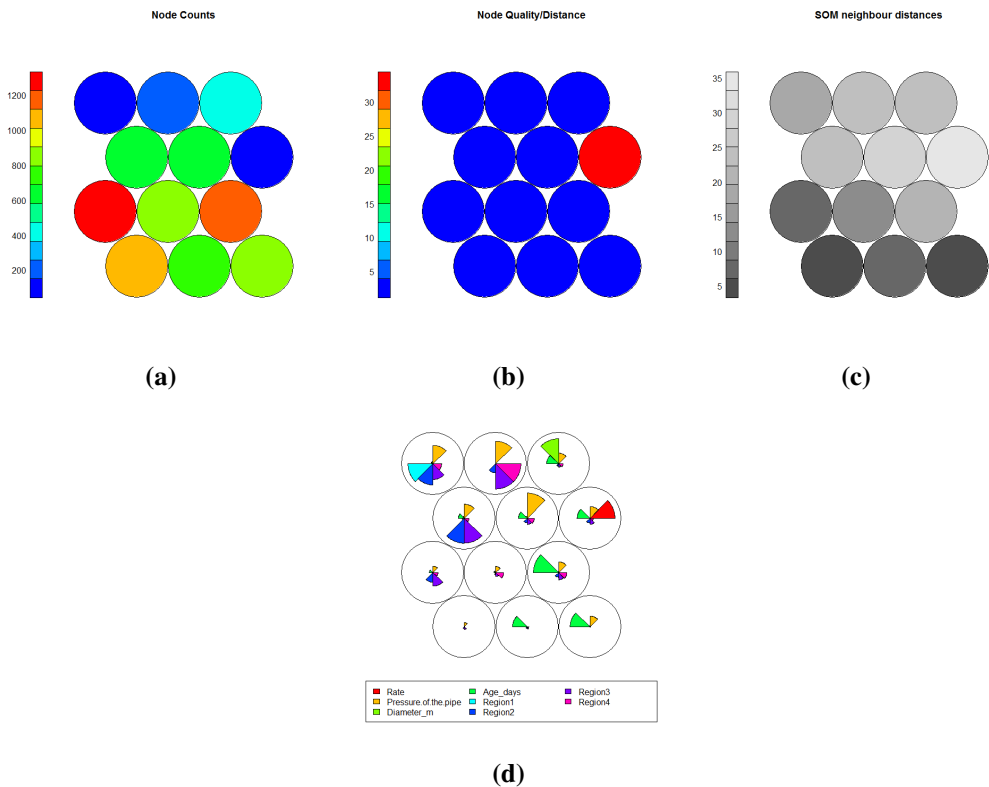 Node Counts
Node Quality/Distance
SOM neighbour distances
1200
1000
800
600
400
200
30
25
20
15
10
5
35
30
25
20
15
10
5
(a)
(b)
(c)
Rate
Pressure.of.the.pipe
Diameter_m
Age_days
Region1
Region2
Region3
Region4
(d)